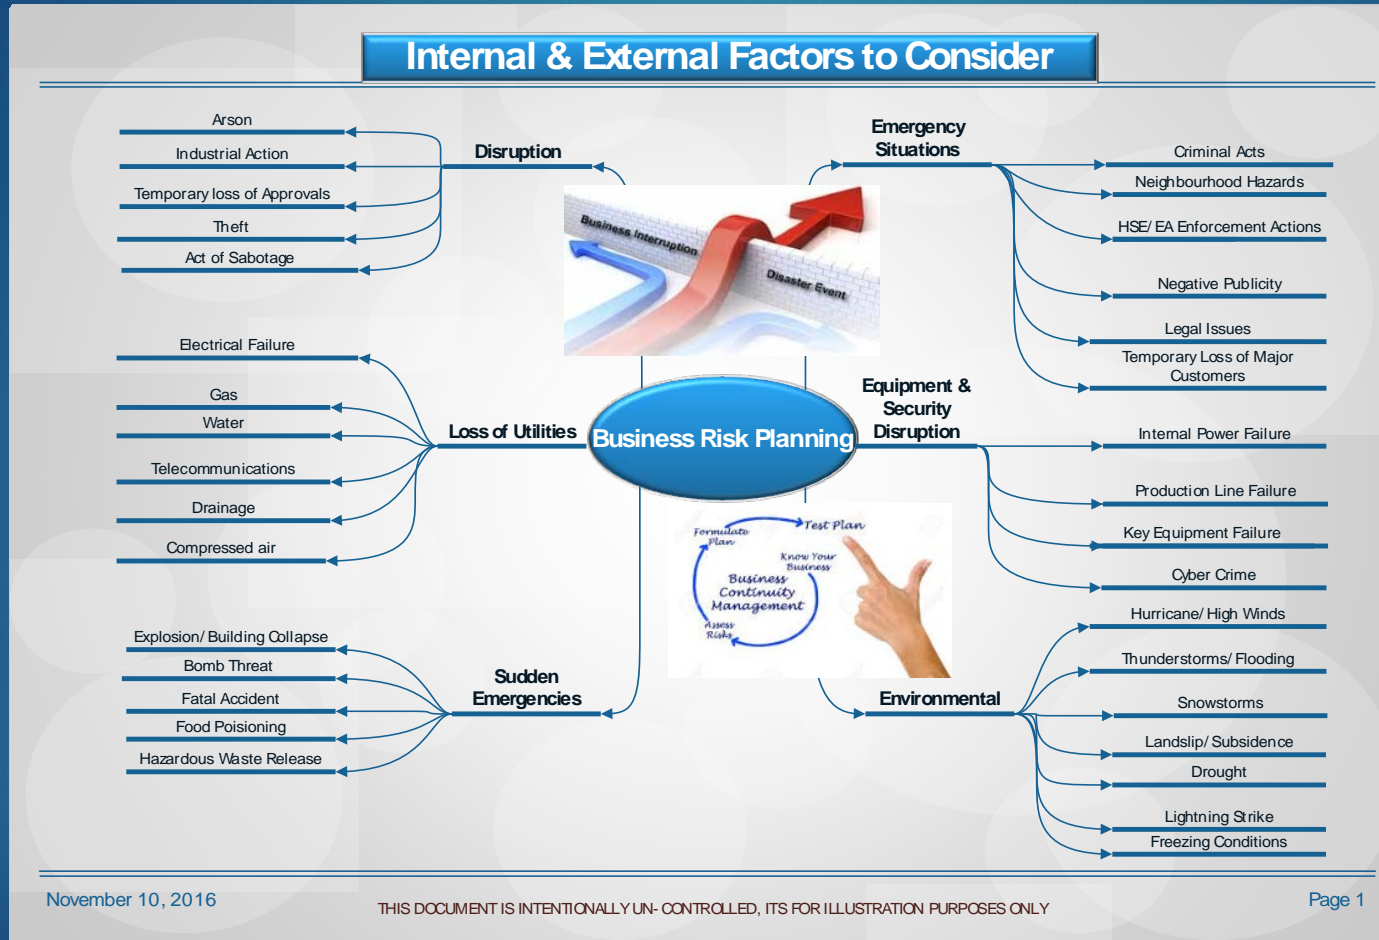 Internal & External Factors to Consider
Arson
Industrial Action
Temporary loss of Approvals
Theft
Act of Sabotage
Disruption
Emergency
Situations
Criminal Acts
Neighbourhood Hazards
HSE/ EA Enforcement Actions
Negative Publicity
Legal Issues
Temporary Loss of Major
Customers
Business Interruption
Disaster Event
Electrical Failure
Gas
Water
Telecommunications
Drainage
Compressed air
Loss of Utilities
Business Risk Planning
Equipment &
Security
Disruption
Internal Power Failure
Production Line Failure
Key Equipment Failure
Cyber Crime
Formulate
Plan
Test Plan
Know Your
Business
Business
Continuity
Management
Assess
Risks
Explosion/ Building Collapse
Bomb Threat
Fatal Accident
Food Poisioning
Hazardous Waste Release
Sudden
Emergencies
Environmental
Hurricane/ High Winds
Thunderstorms/ Flooding
Snowstorms
Landslip/ Subsidence
Drought
Lightning Strike
Freezing Conditions
November 10, 2016
THIS DOCUMENT IS INTENTIONALLY UN- CONTROLLED, ITS FOR ILLUSTRATION PURPOSES ONLY
Page 1